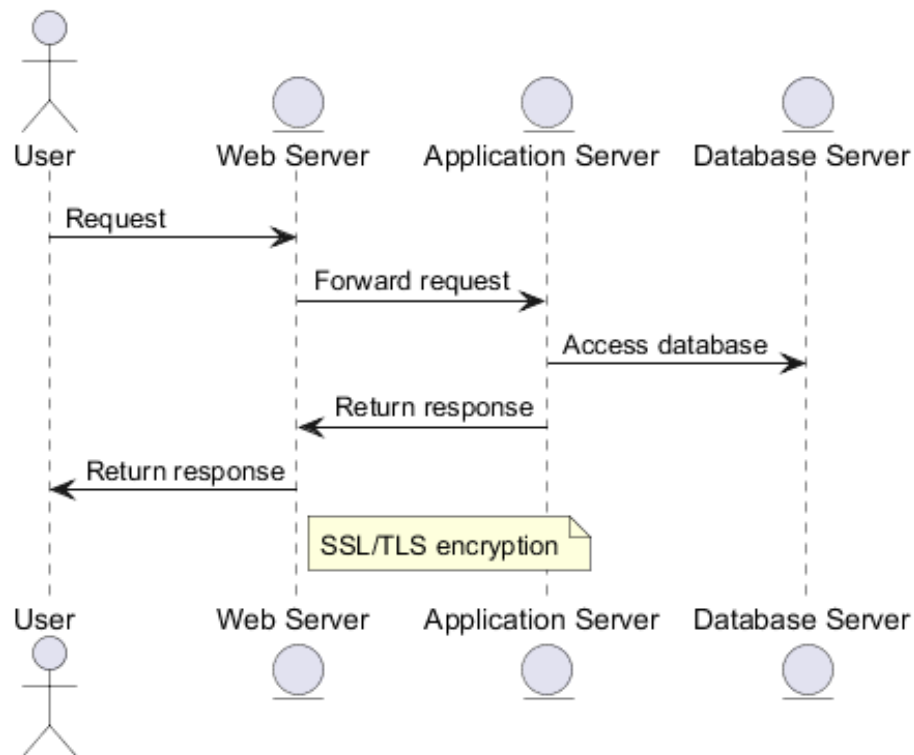 User
Web Server
Application Server
Database Server
Request
Forward request
Access database
Return response
Return response
SSL/TLS encryption
User
Web Server
Application Server
Database Server